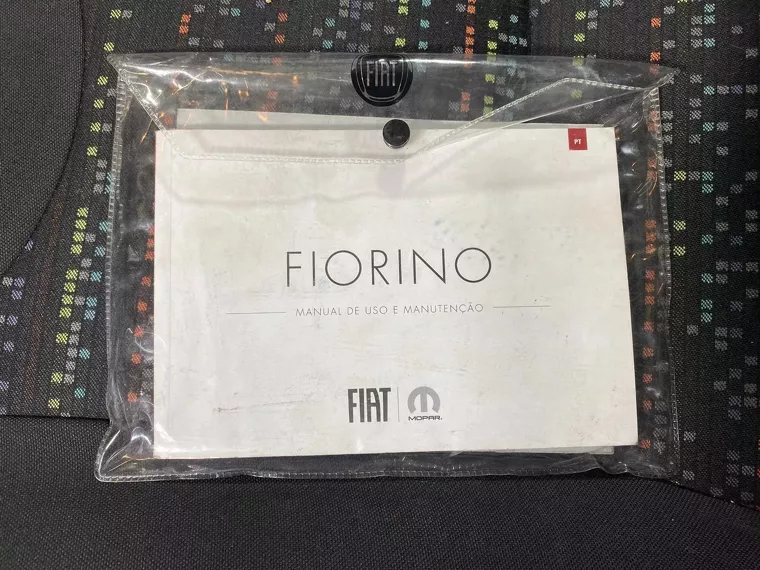 FIAT
PT
FIORINO
MANUAL DE USO E MANUTENÇÃO
FIAT
MOPAR.